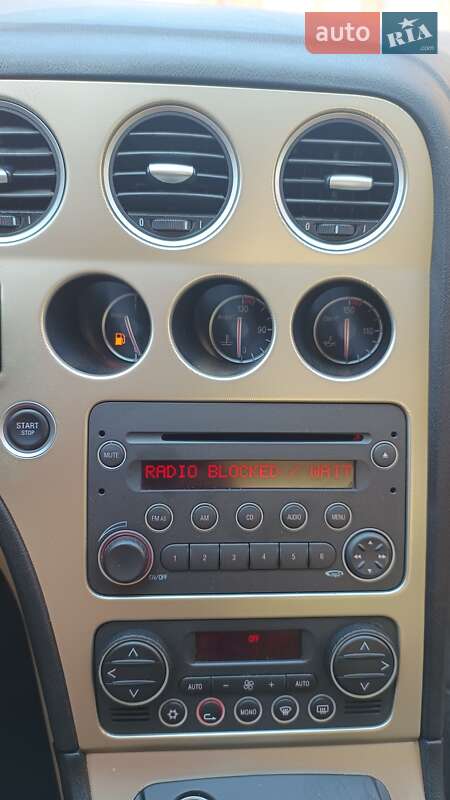 auto RIA .com
0 I
0 I
130
90
150
110
START
STOP
MUTE
RADIO BLOCKED / WAIT
FM AS AM CD AUDIO MENU
ON/OFF
1 2 3 4 5 6
OFF
AUTO - + AUTO
MONO